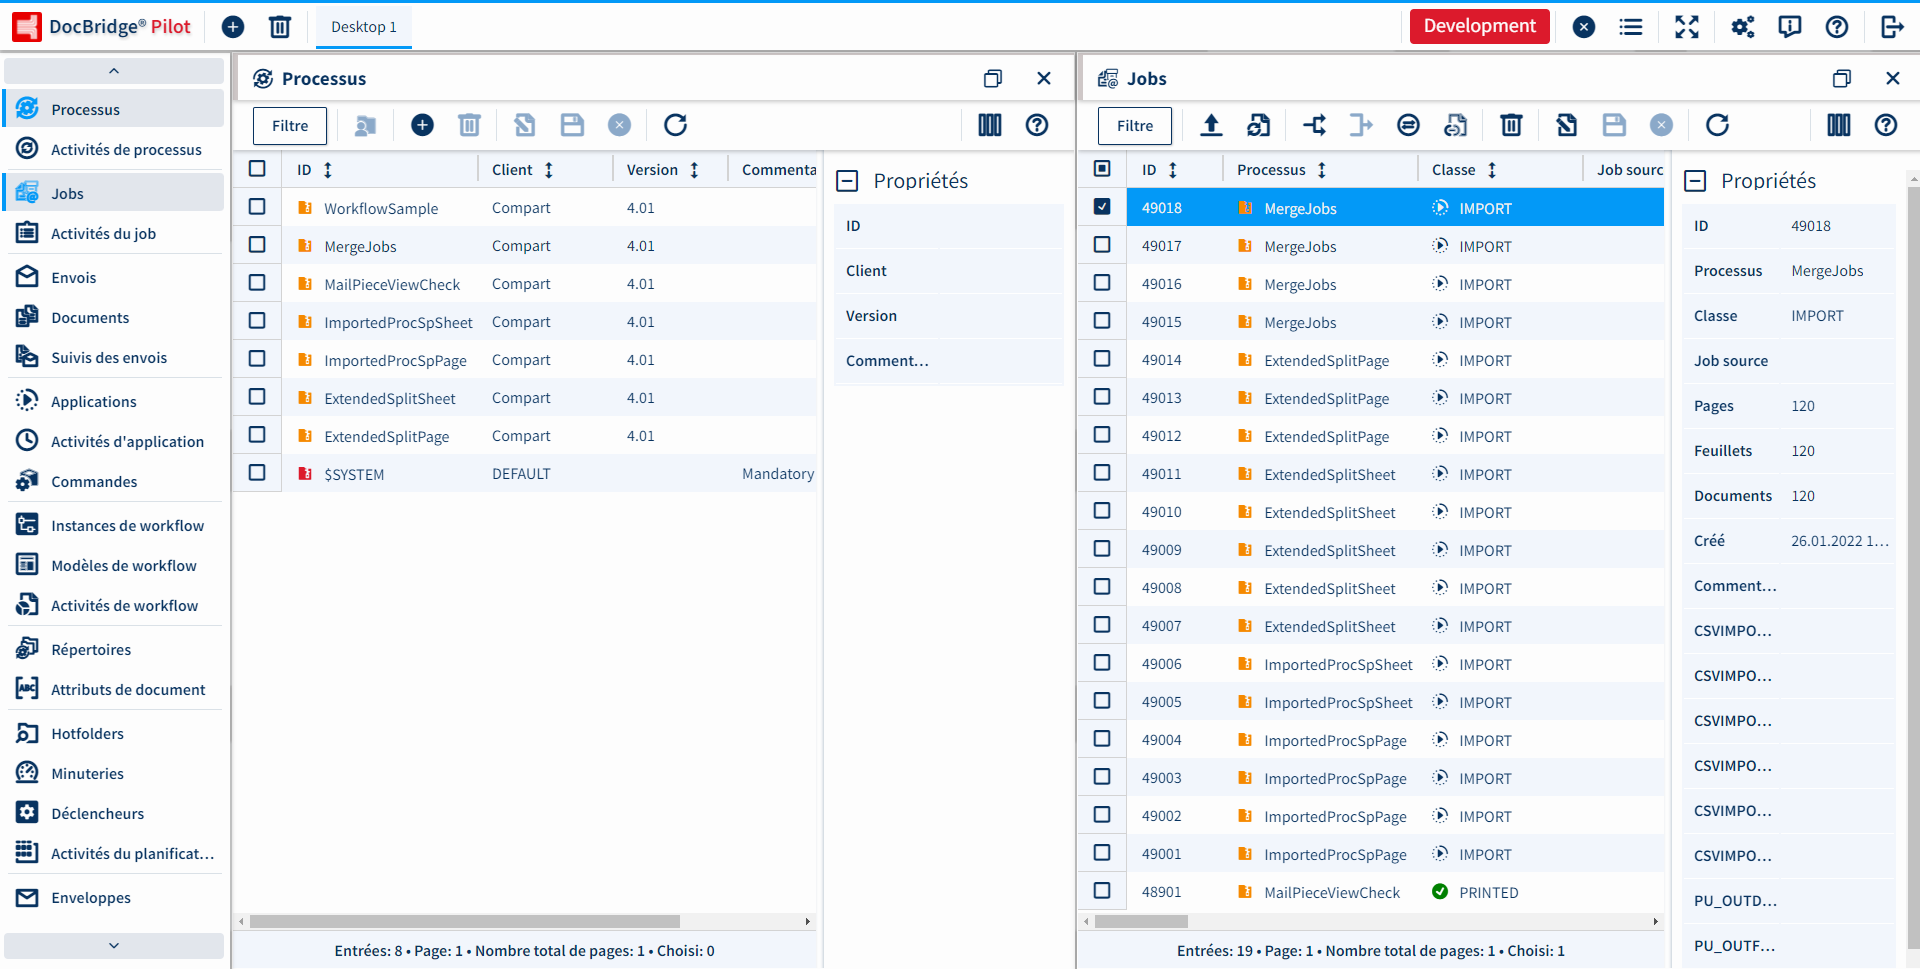 DocBridge® Pilot
Desktop 1
Development
Processus
Activités de processus
Jobs
Activités du job
Envois
Documents
Suivis des envois
Applications
Activités d'application
Commandes
Instances de workflow
Modèles de workflow
Activités de workflow
Répertoires
Attributs de document
Hotfolders
Minuteries
Déclencheurs
Activités du planificat...
Enveloppes
Processus
Filtre
ID Client Version Commenta
WorkflowSample Compart 4.01
MergeJobs Compart 4.01
MailPieceViewCheck Compart 4.01
ImportedProcSpSheet Compart 4.01
ImportedProcSpPage Compart 4.01
ExtendedSplitSheet Compart 4.01
ExtendedSplitPage Compart 4.01
$SYSTEM DEFAULT Mandatory
Entrées: 8 • Page: 1 • Nombre total de pages: 1 • Choisi: 0
Propriétés
ID
Client
Version
Comment...
Jobs
Filtre
ID Processus Classe Job sourc
49018 MergeJobs IMPORT
49017 MergeJobs IMPORT
49016 MergeJobs IMPORT
49015 MergeJobs IMPORT
49014 ExtendedSplitPage IMPORT
49013 ExtendedSplitPage IMPORT
49012 ExtendedSplitPage IMPORT
49011 ExtendedSplitSheet IMPORT
49010 ExtendedSplitSheet IMPORT
49009 ExtendedSplitSheet IMPORT
49008 ExtendedSplitSheet IMPORT
49007 ExtendedSplitSheet IMPORT
49006 ImportedProcSpSheet IMPORT
49005 ImportedProcSpSheet IMPORT
49004 ImportedProcSpPage IMPORT
49003 ImportedProcSpPage IMPORT
49002 ImportedProcSpPage IMPORT
49001 ImportedProcSpPage IMPORT
48901 MailPieceViewCheck PRINTED
Entrées: 19 • Page: 1 • Nombre total de pages: 1 • Choisi: 1
Propriétés
ID 49018
Processus MergeJobs
Classe IMPORT
Job source
Pages 120
Feuillets 120
Documents 120
Créé 26.01.2022 1...
Comment...
CSVIMPO...
CSVIMPO...
CSVIMPO...
CSVIMPO...
CSVIMPO...
CSVIMPO...
PU_OUTD...
PU_OUTF...